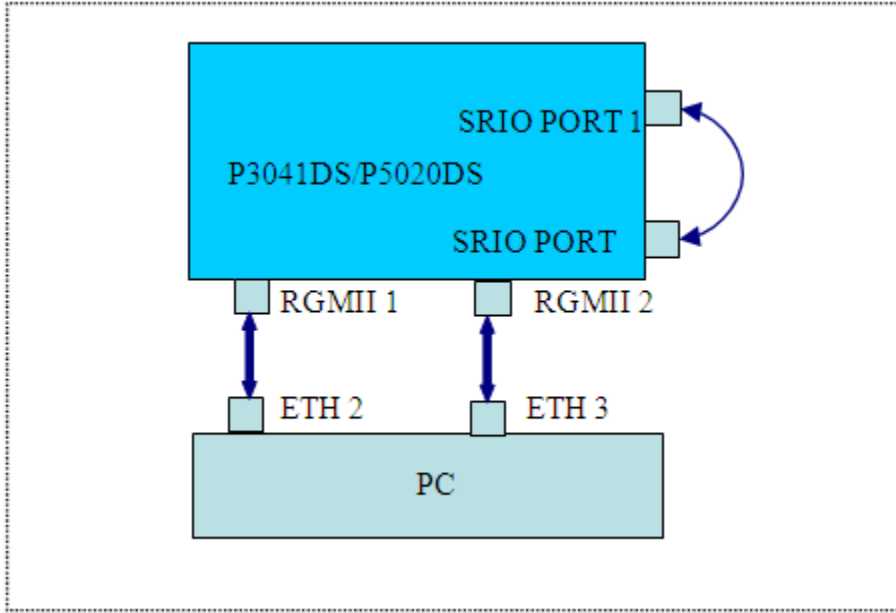 SRIO PORT 1
P3041DS/P5020DS
SRIO PORT
RGMII 1
RGMII 2
ETH 2
ETH 3
PC